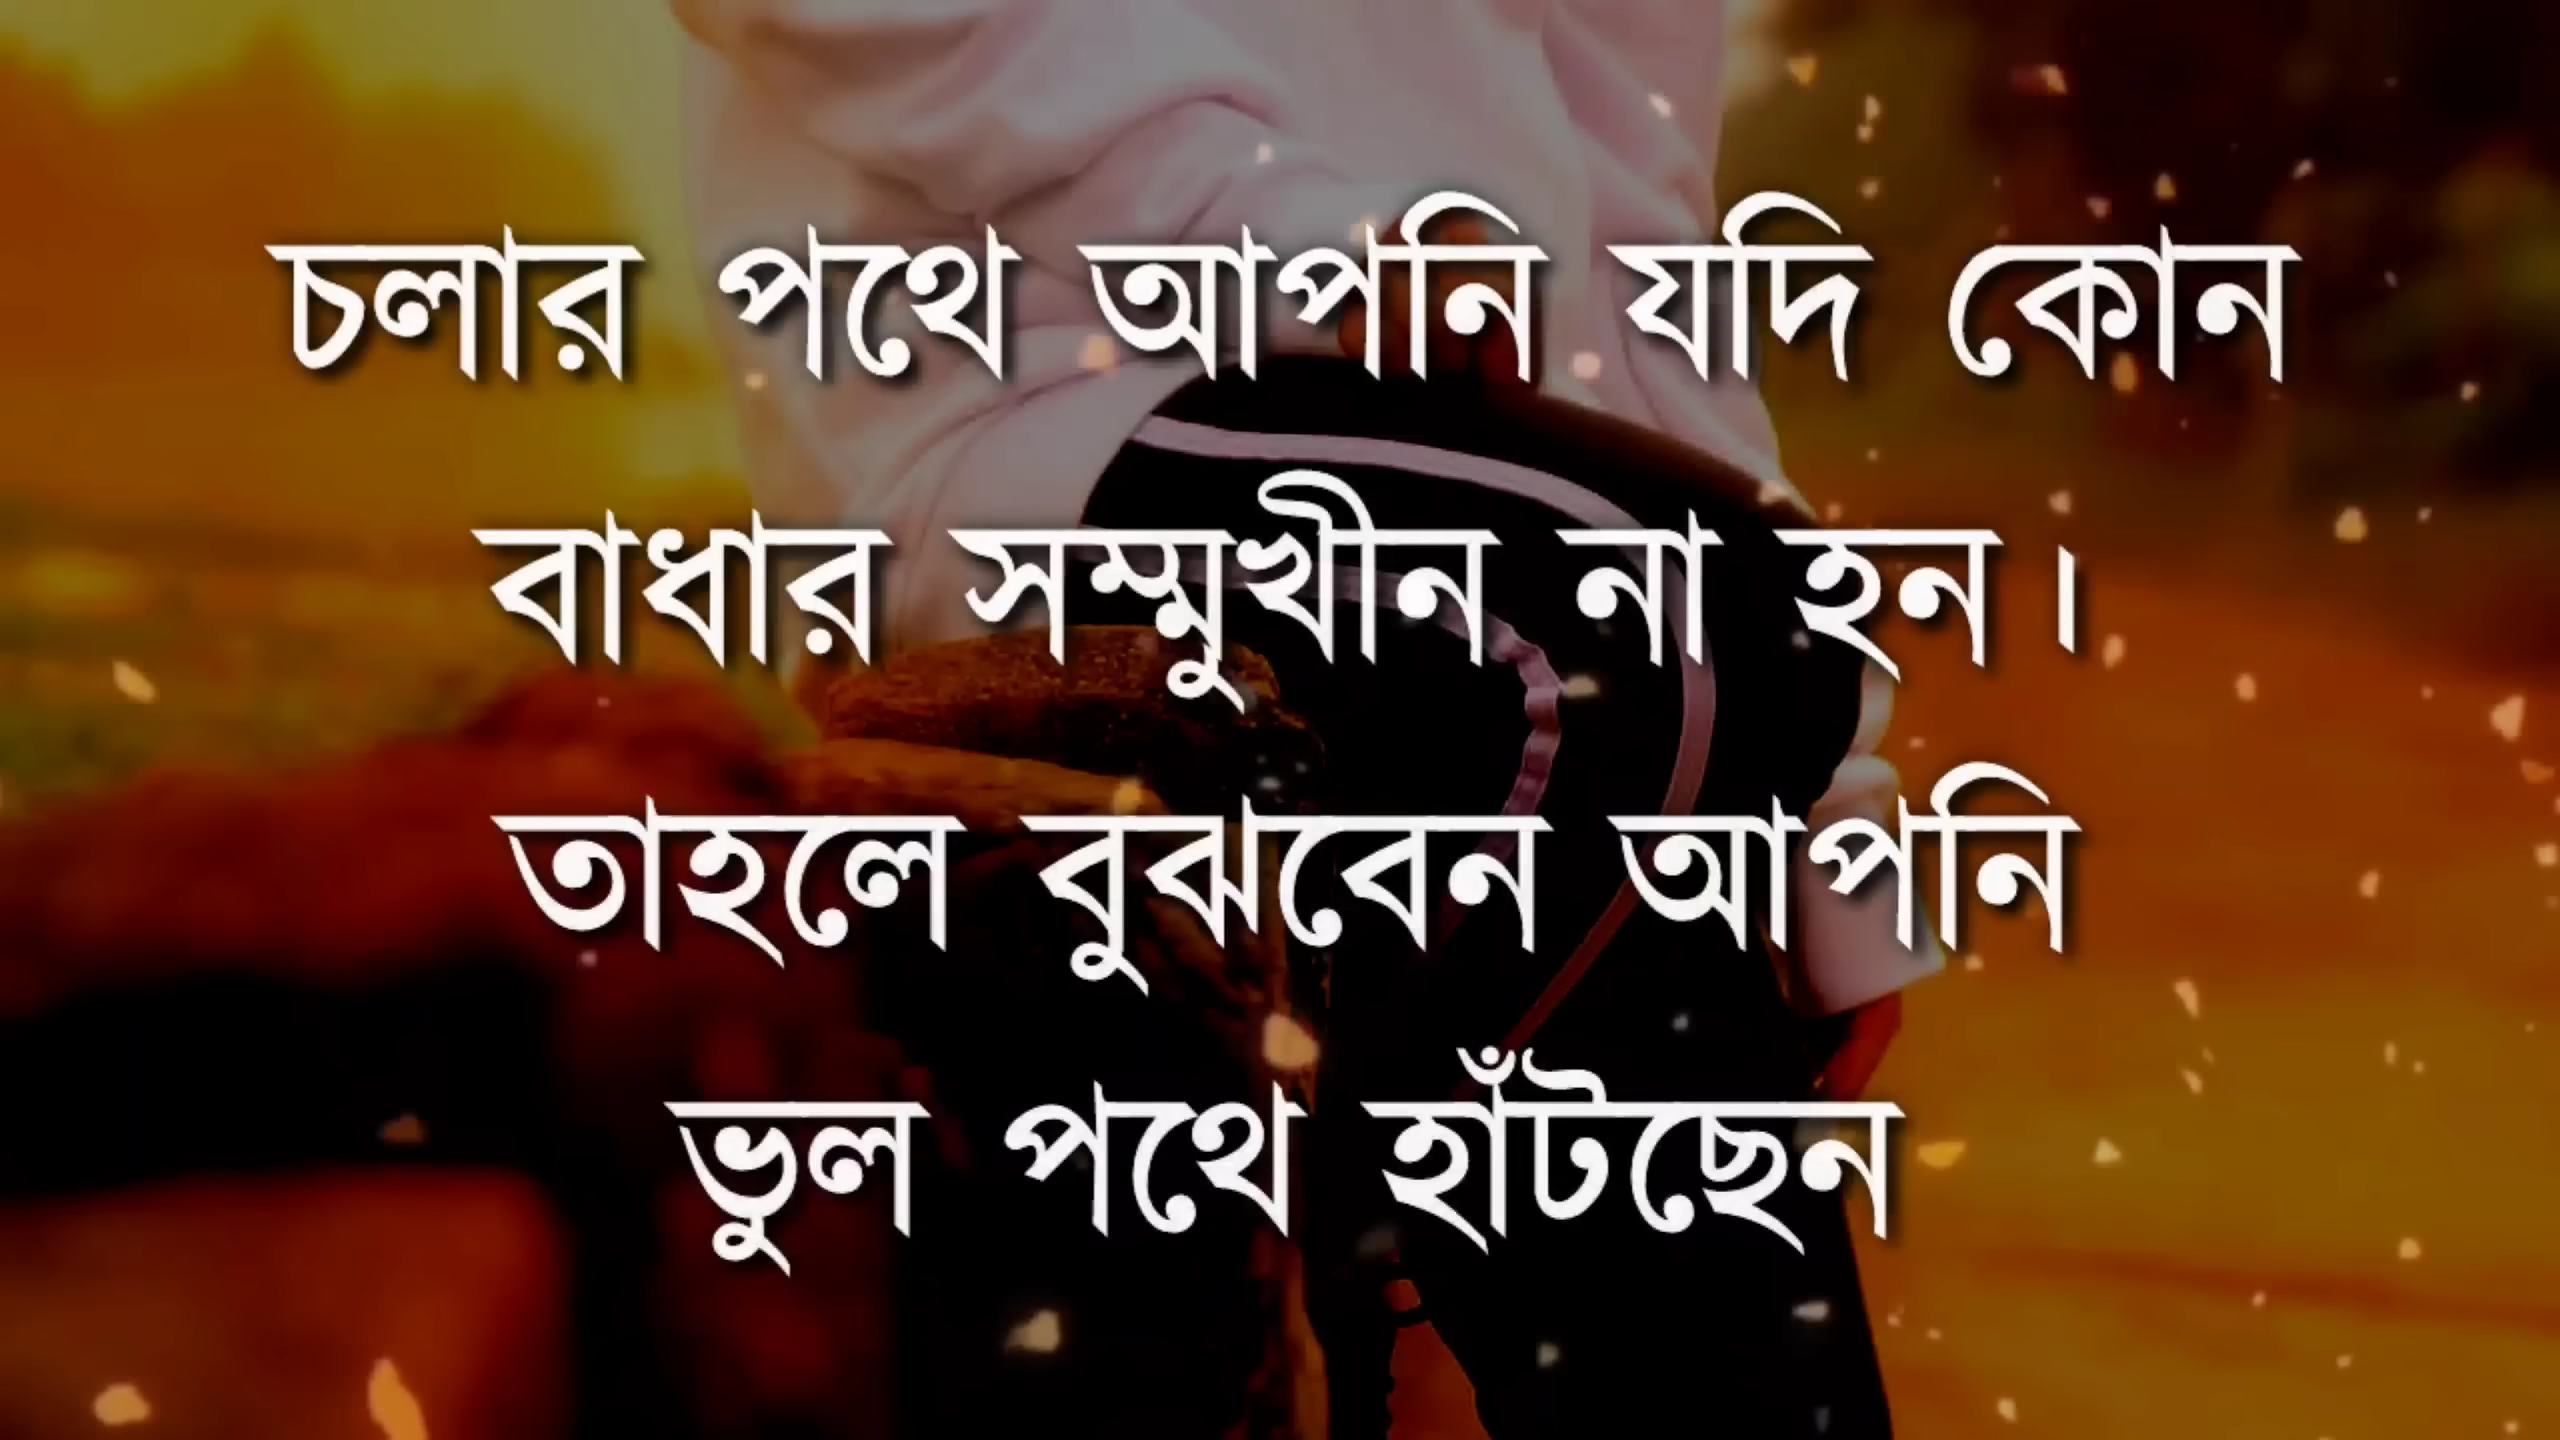 চলার পথে আপনি যদি কোন
বাধার সম্মুখীন না হন।
তাহলে বুঝবেন আপনি
ভুল পথে হাঁটছেন